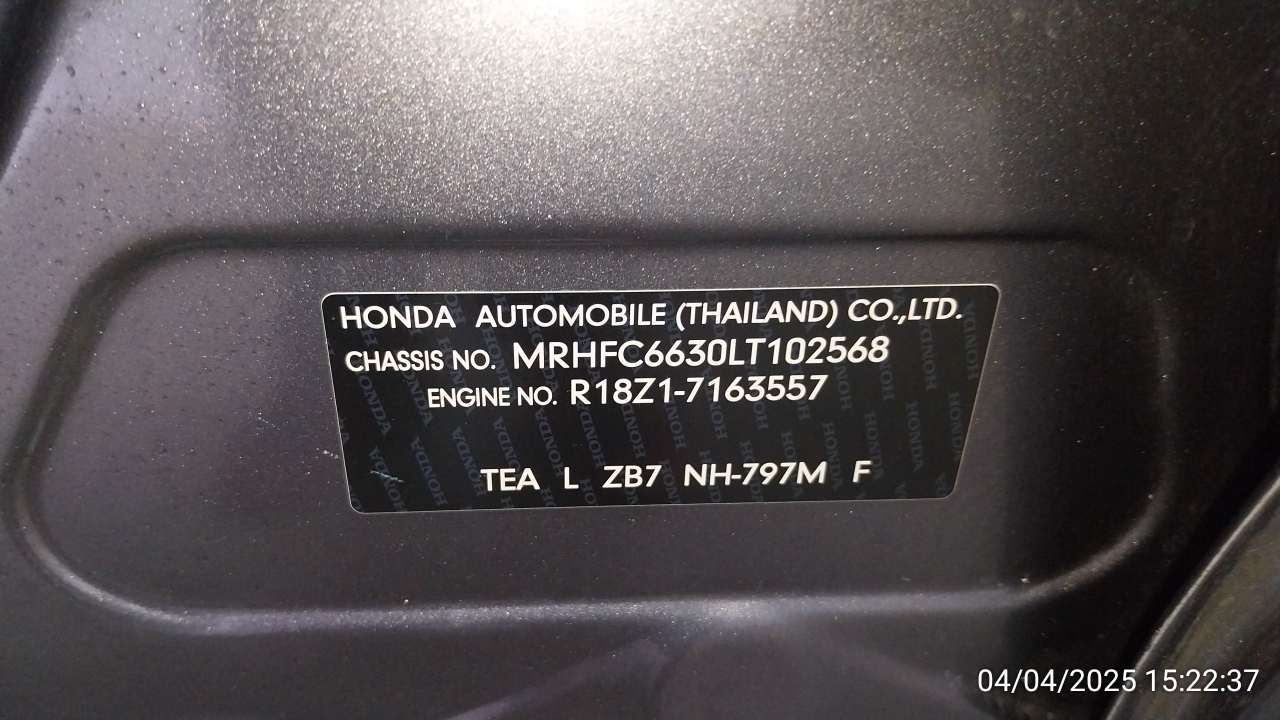 HONDA AUTOMOBILE (THAILAND) CO.,LTD.
CHASSIS NO. MRHFC6630LT102568
ENGINE NO. R18Z1-7163557
TEA L ZB7 NH-797M F
04/04/2025 15:22:37